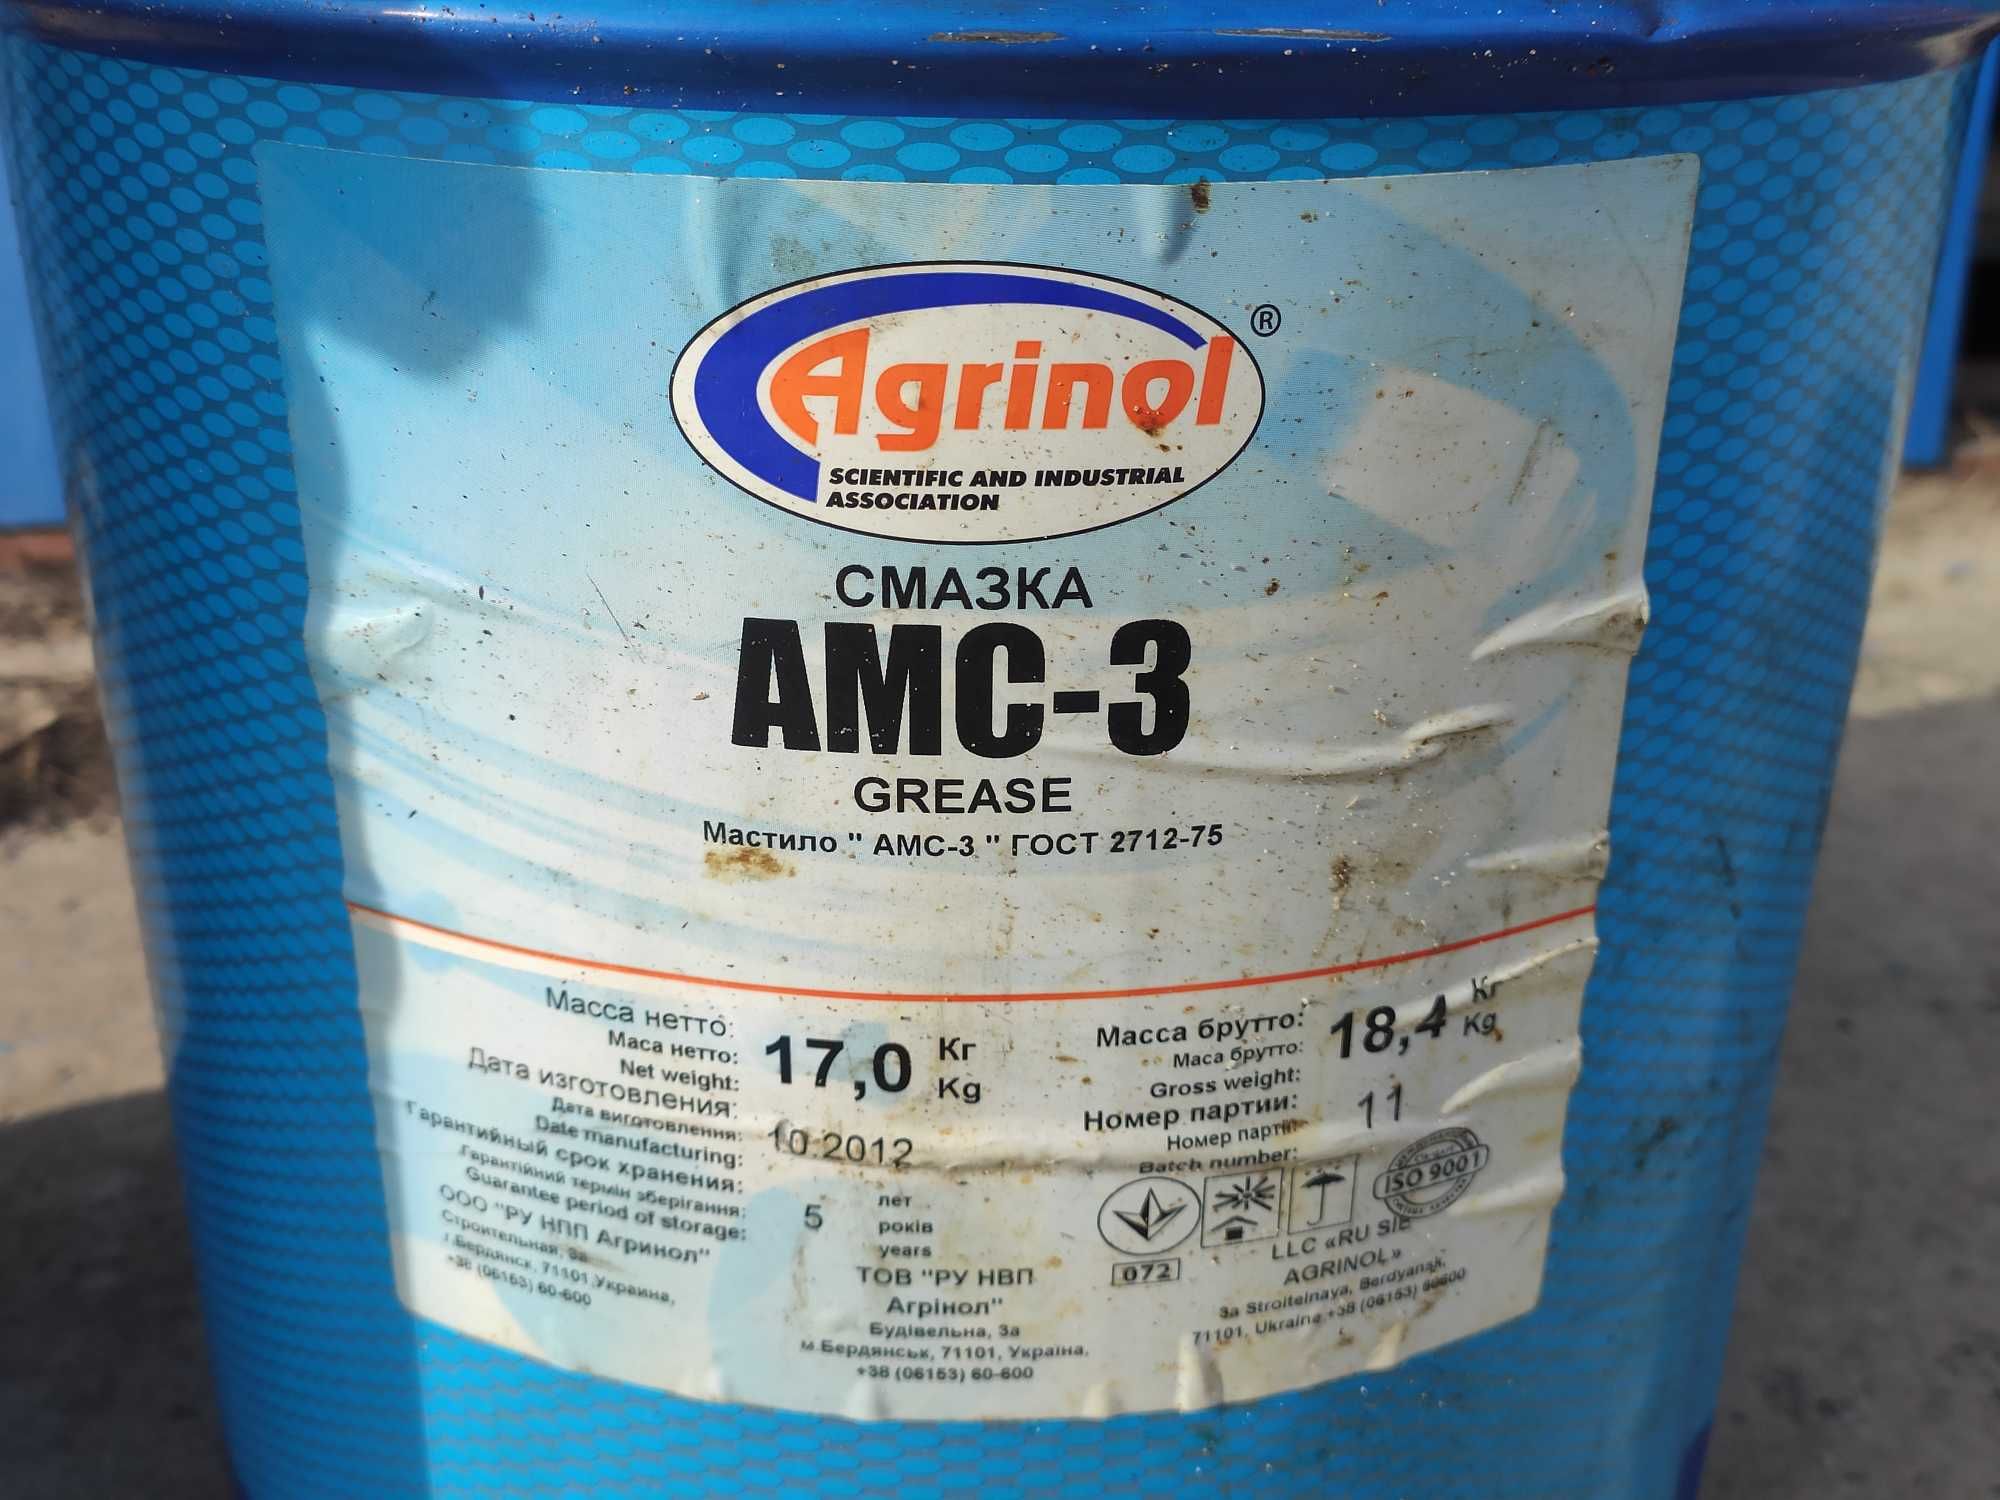 Agrinol ®
SCIENTIFIC AND INDUSTRIAL
ASSOCIATION
СМАЗКА
АМС-3
GREASE
Мастило " АМС-3 " ГОСТ 2712-75
Масса нетто:
Маса нетто:
Net weight:
17,0 Кг Kg
Дата изготовления:
Дата виготовлення:
Date manufacturing:
10.2012
Гарантийный срок хранения:
Гарантійний термін зберігання:
Guarantee period of storage:
5
лет
років
years
Масса брутто:
Маса брутто:
Gross weight:
18,4 Кг Kg
Номер партии:
Номер партії:
Batch number:
11
ISO 9001
072
ООО "РУ НПП Агринол"
Строительная, 3а
г.Бердянск, 71101,Украина,
+38 (06153) 60-600
ТОВ "РУ НВП
Агрінол"
Будівельна, 3а
м.Бердянськ, 71101, Україна,
+38 (06153) 60-600
LLC «RU SIE
AGRINOL»
3a Stroitelnaya, Berdyansk,
71101, Ukraine,+38 (06153) 60600